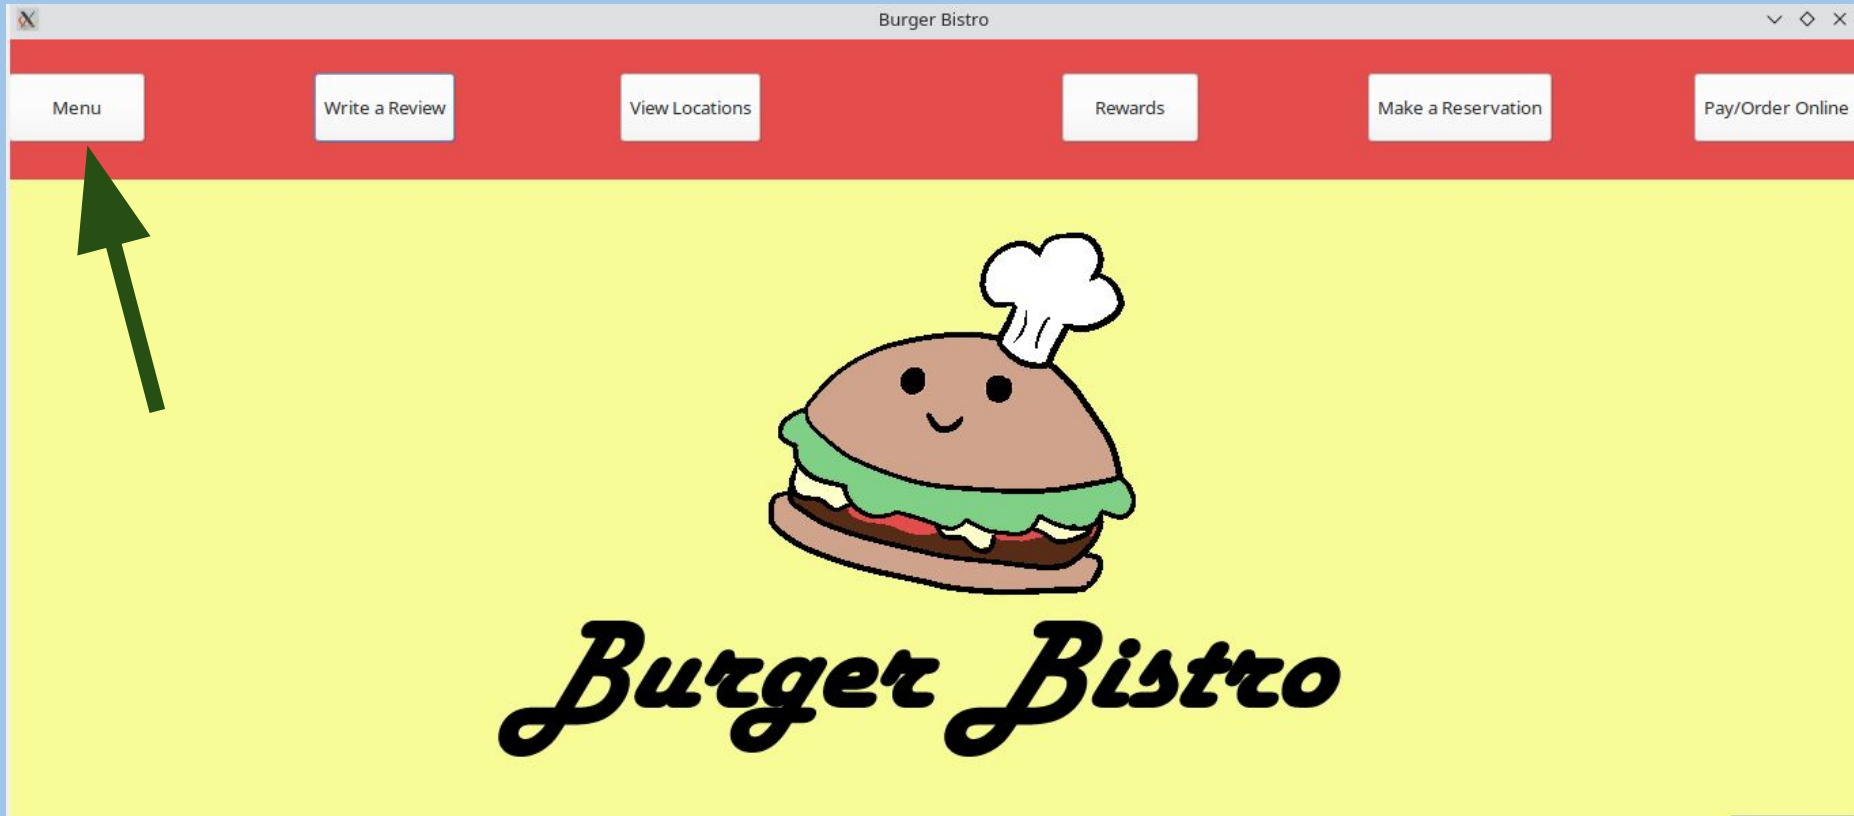 Burger Bistro
Menu Write a Review View Locations Rewards Make a Reservation Pay/Order Online
Burger Bistro